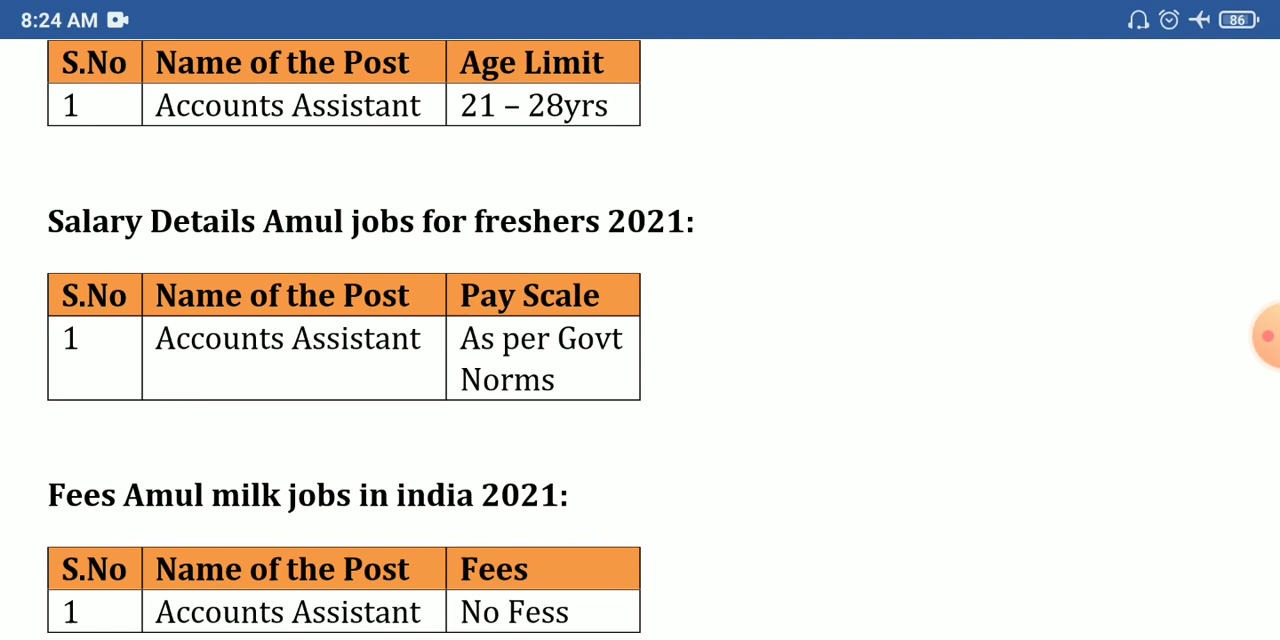 8:24 AM 86
S.No Name of the Post Age Limit
1 Accounts Assistant 21 – 28yrs
Salary Details Amul jobs for freshers 2021:
S.No Name of the Post Pay Scale
1 Accounts Assistant As per Govt
Norms
Fees Amul milk jobs in india 2021:
S.No Name of the Post Fees
1 Accounts Assistant No Fess